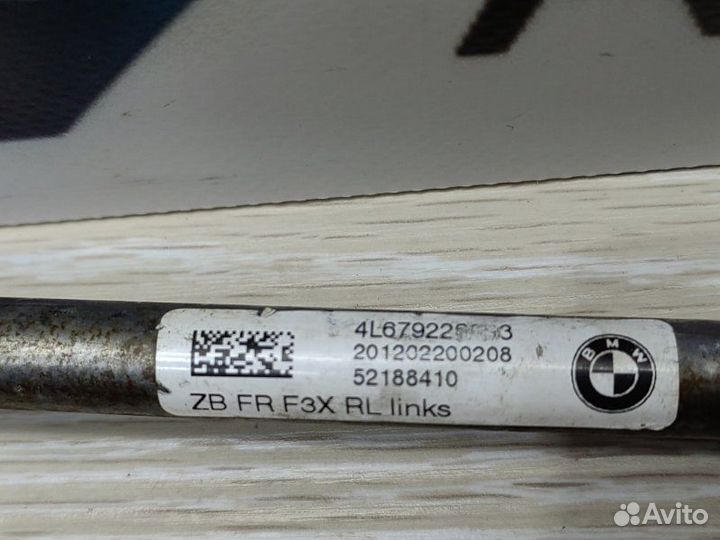 201202200208
52188410
ZB FR F3X RL links
BMW
Avito